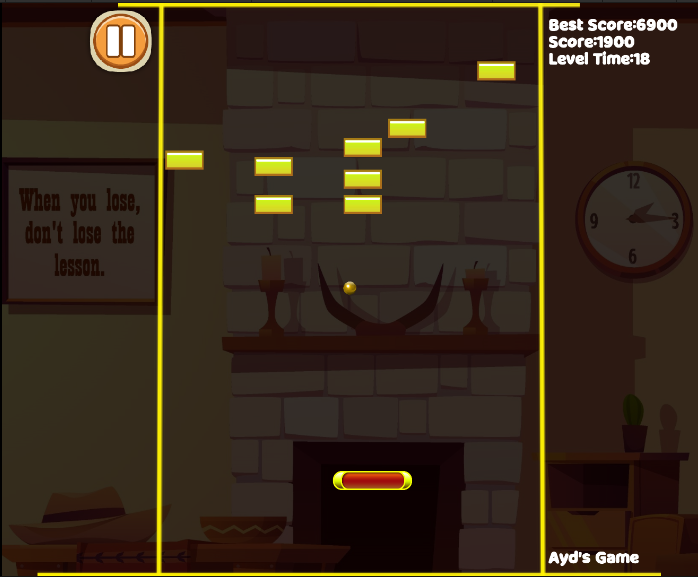 Best Score:6900
Score:1900
Level Time:18
When you lose,
don't lose the
lesson.
12
9
3
6
Ayd's Game